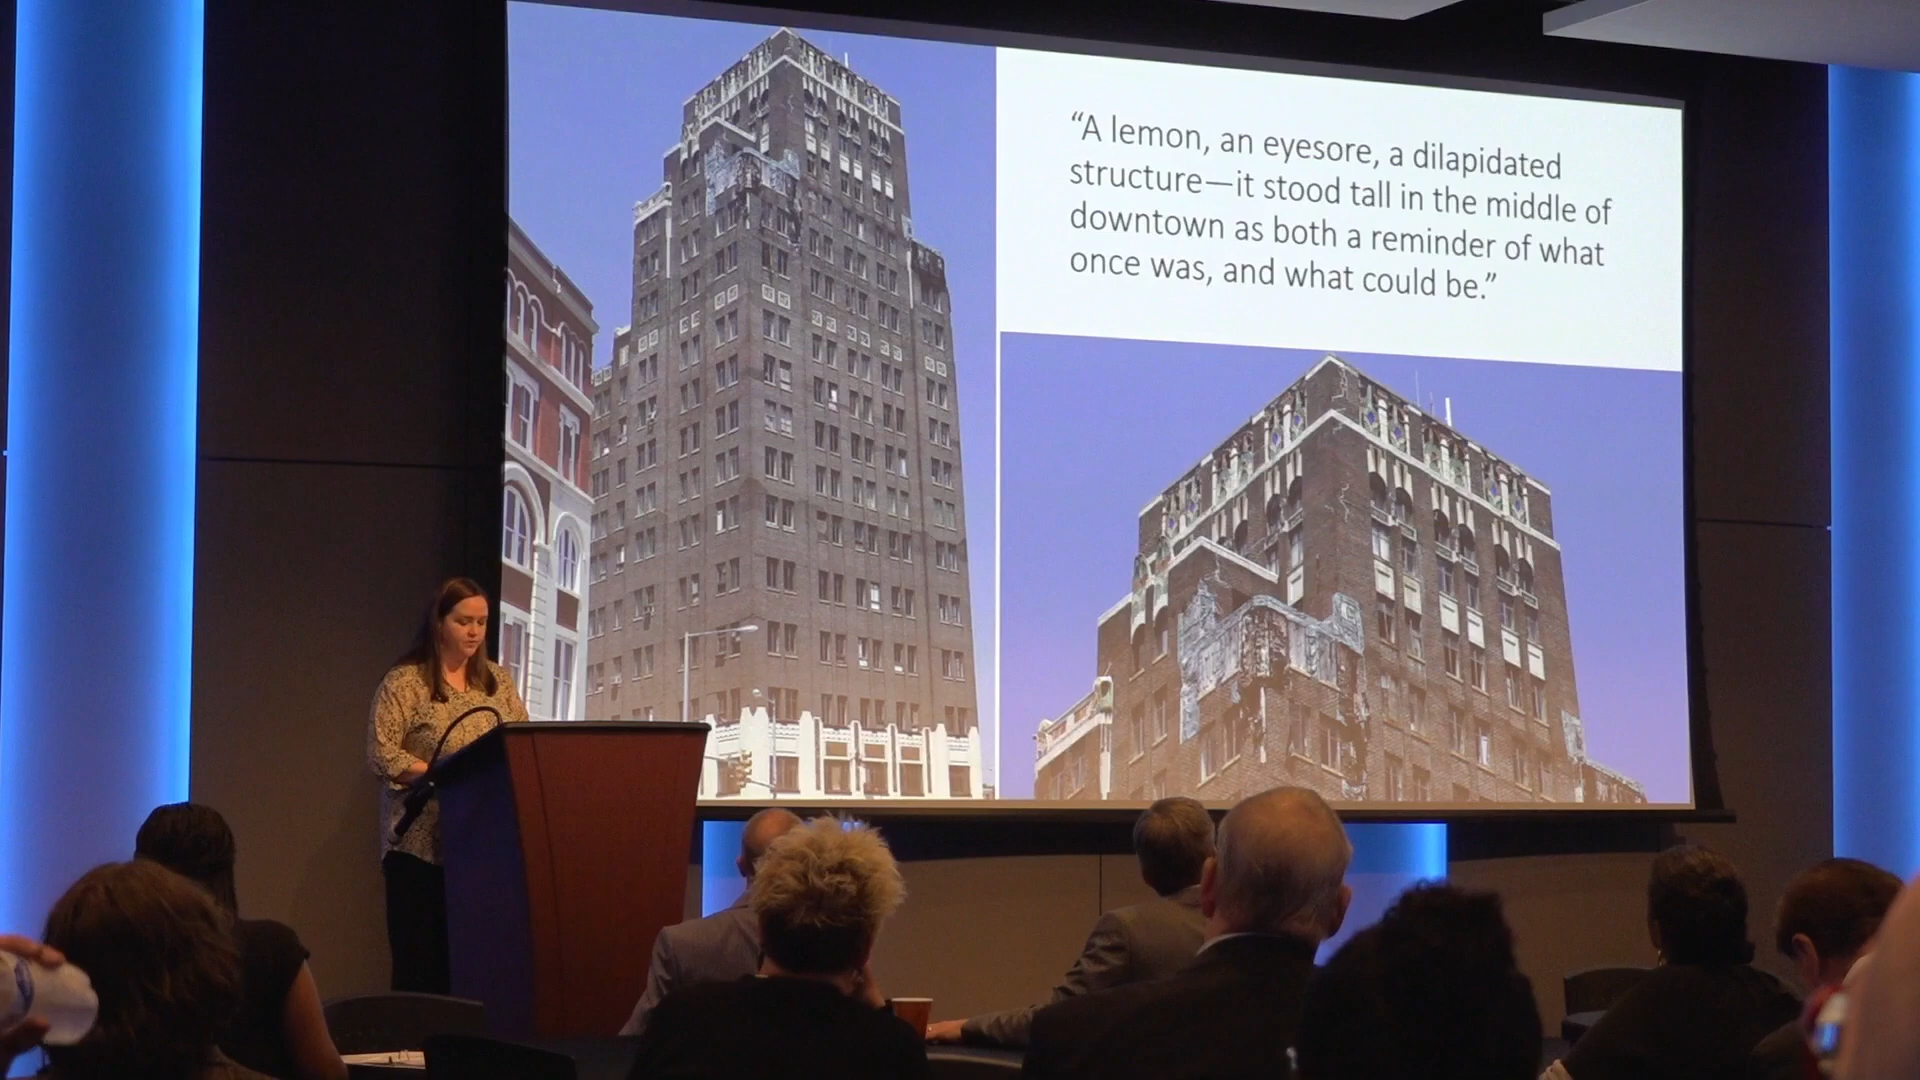 “A lemon, an eyesore, a dilapidated
structure—it stood tall in the middle of
downtown as both a reminder of what
once was, and what could be.”